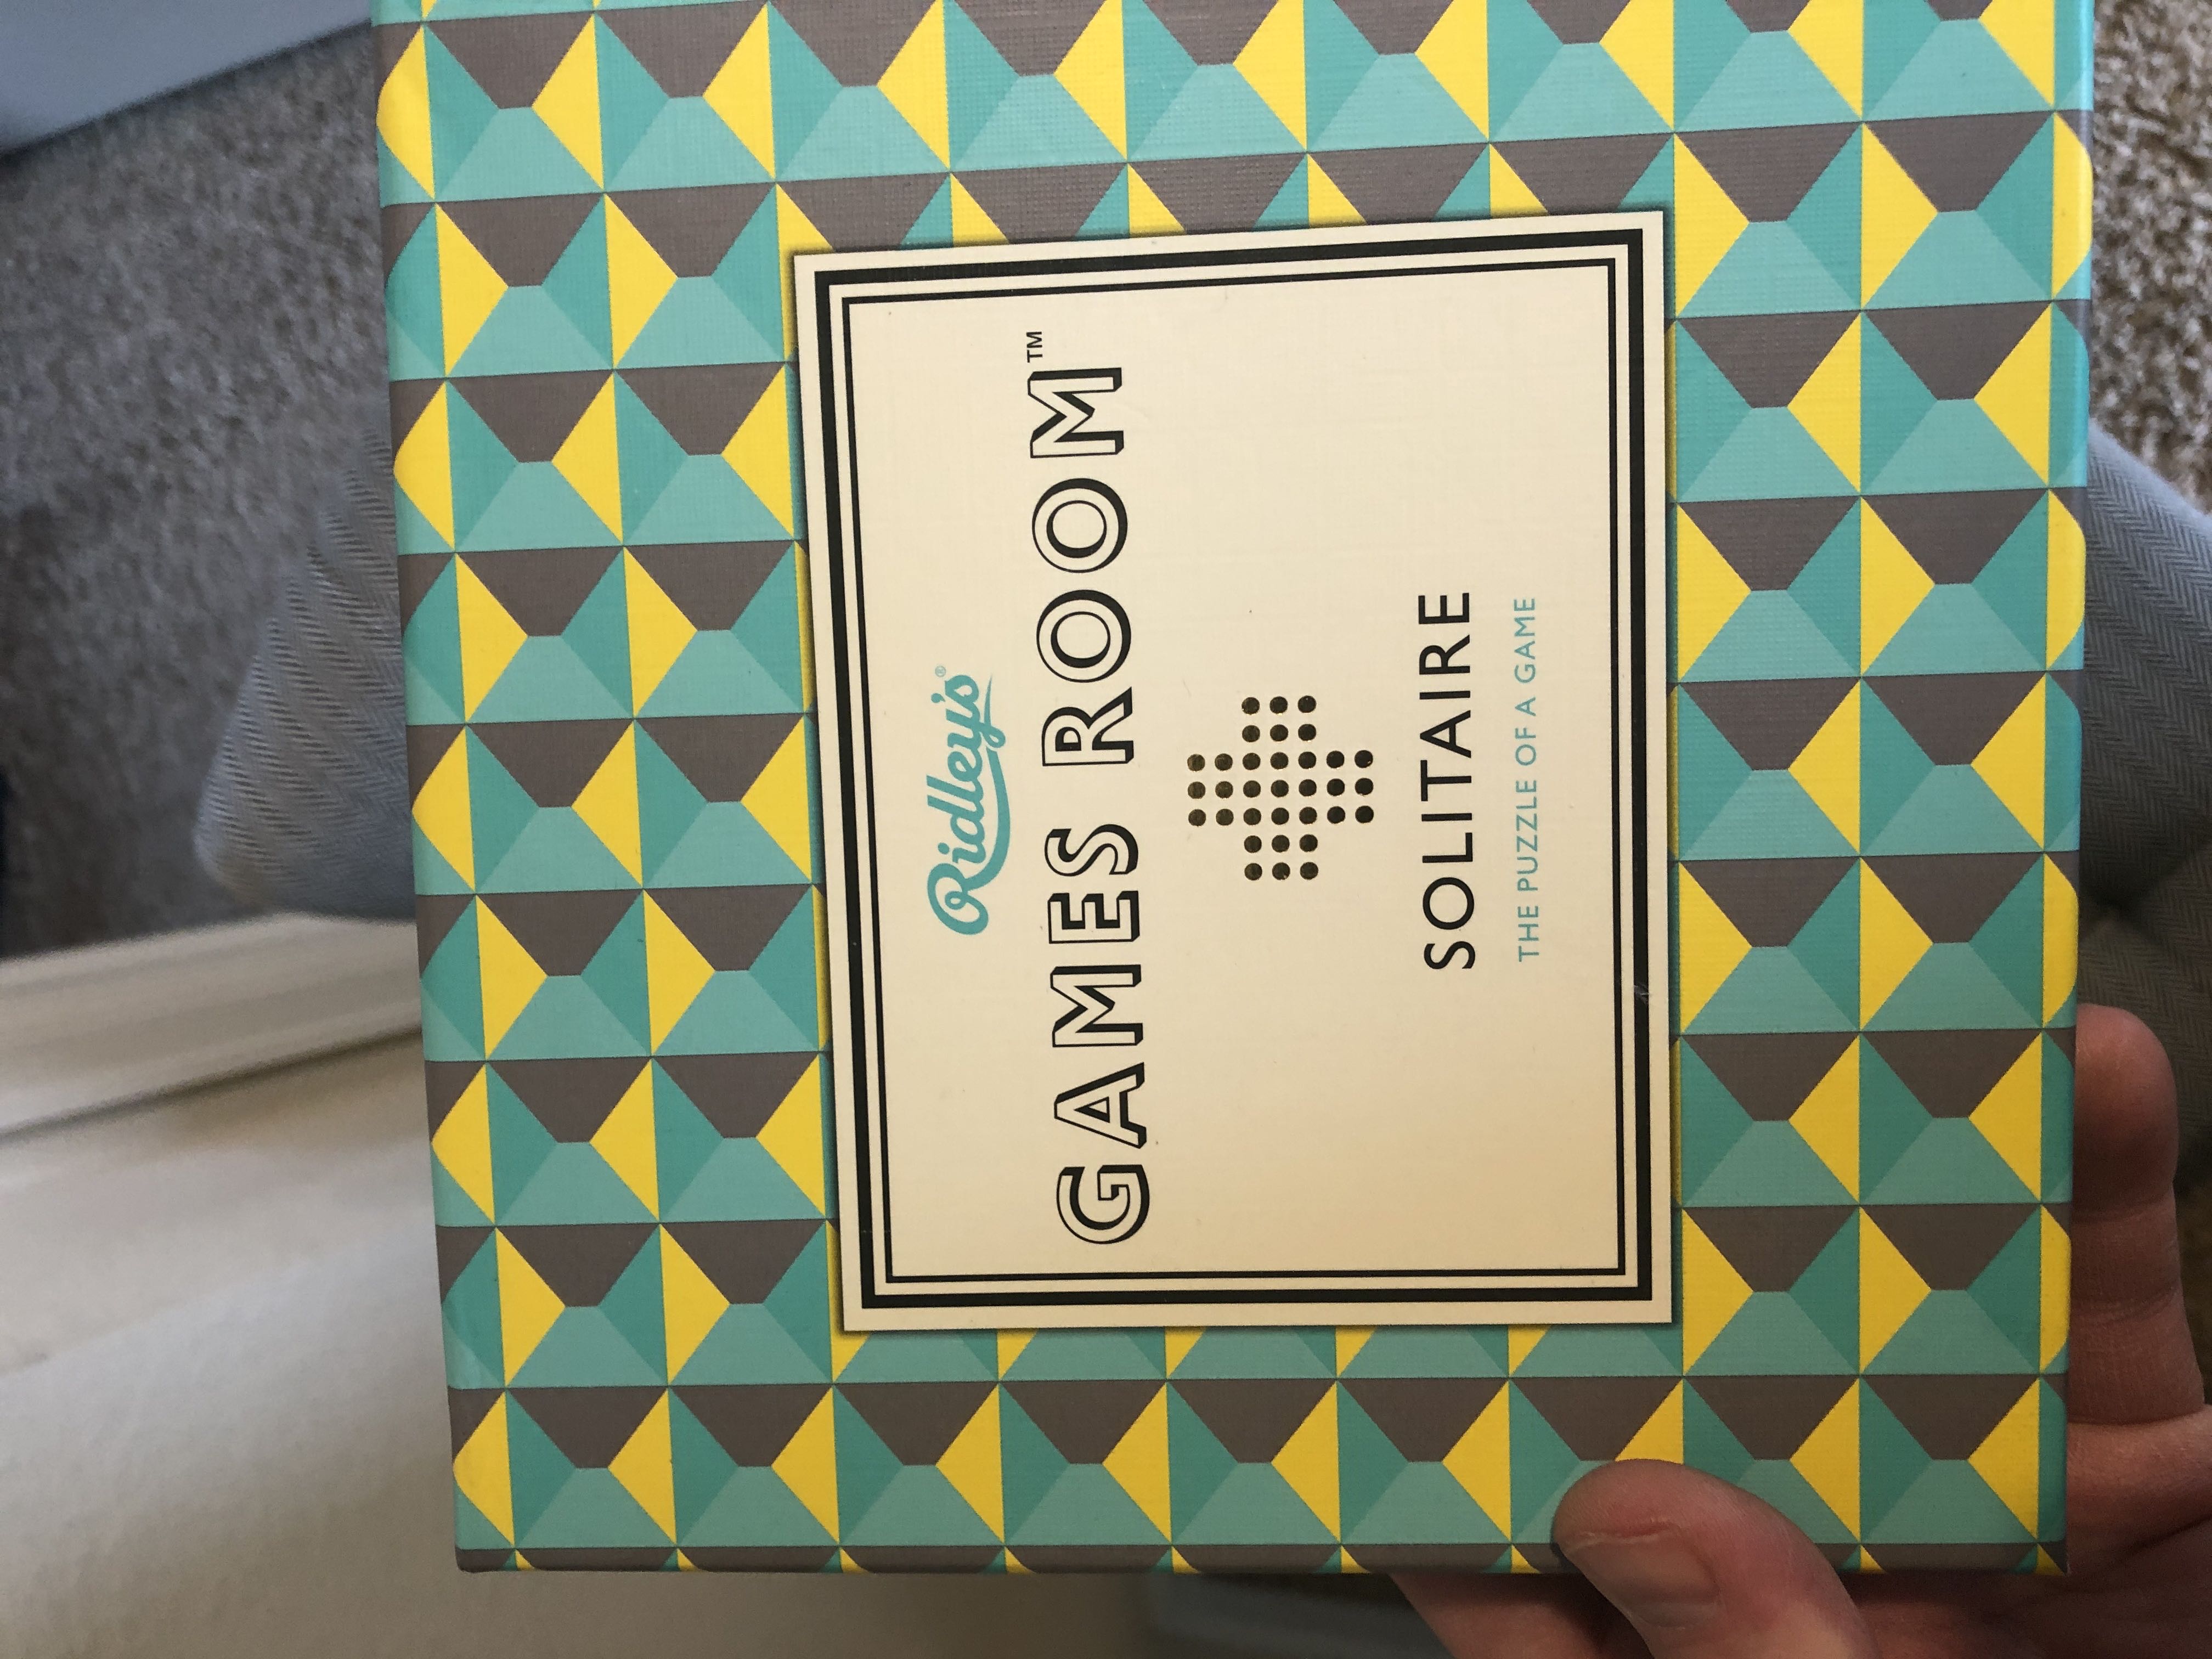 Ridley's®
GAMES ROOM™
SOLITAIRE
THE PUZZLE OF A GAME